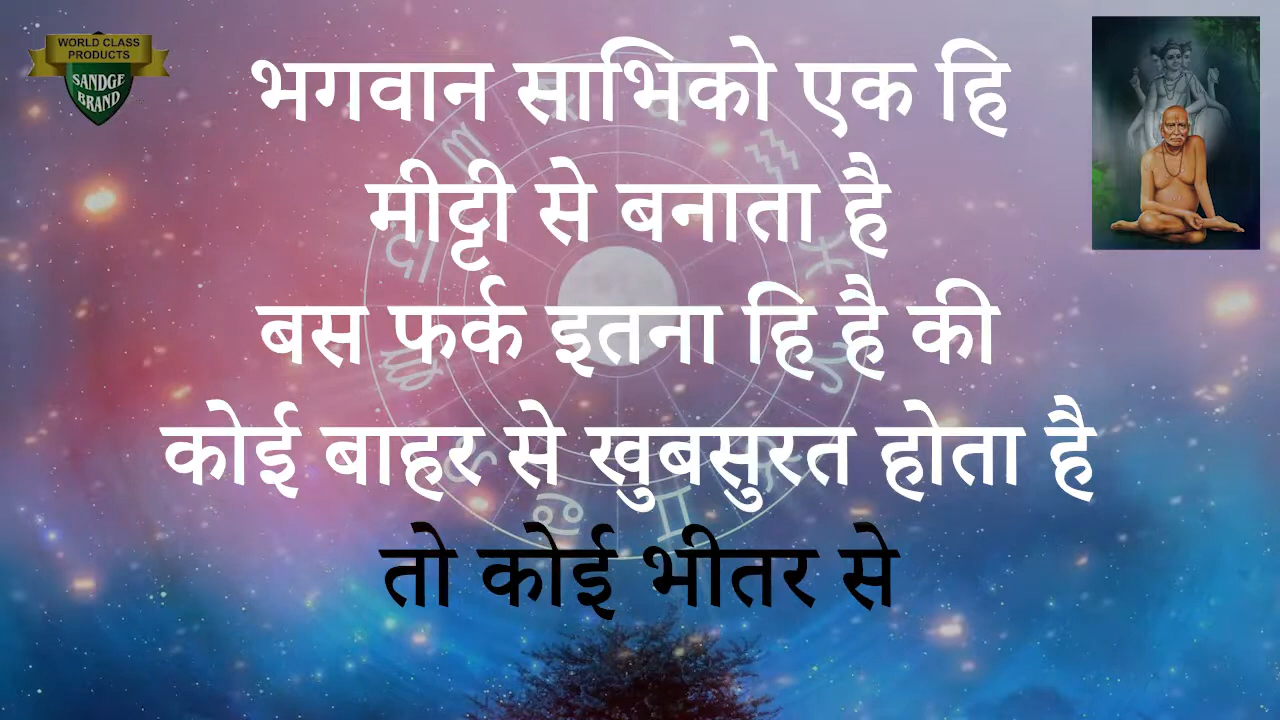 WORLD CLASS
PRODUCTS
SANDGE
BRAND
भगवान साभिको एक हि
मीट्टी से बनाता है
बस फर्क इतना हि है की
कोई बाहर से खुबसुरत होता है
तो कोई भीतर से